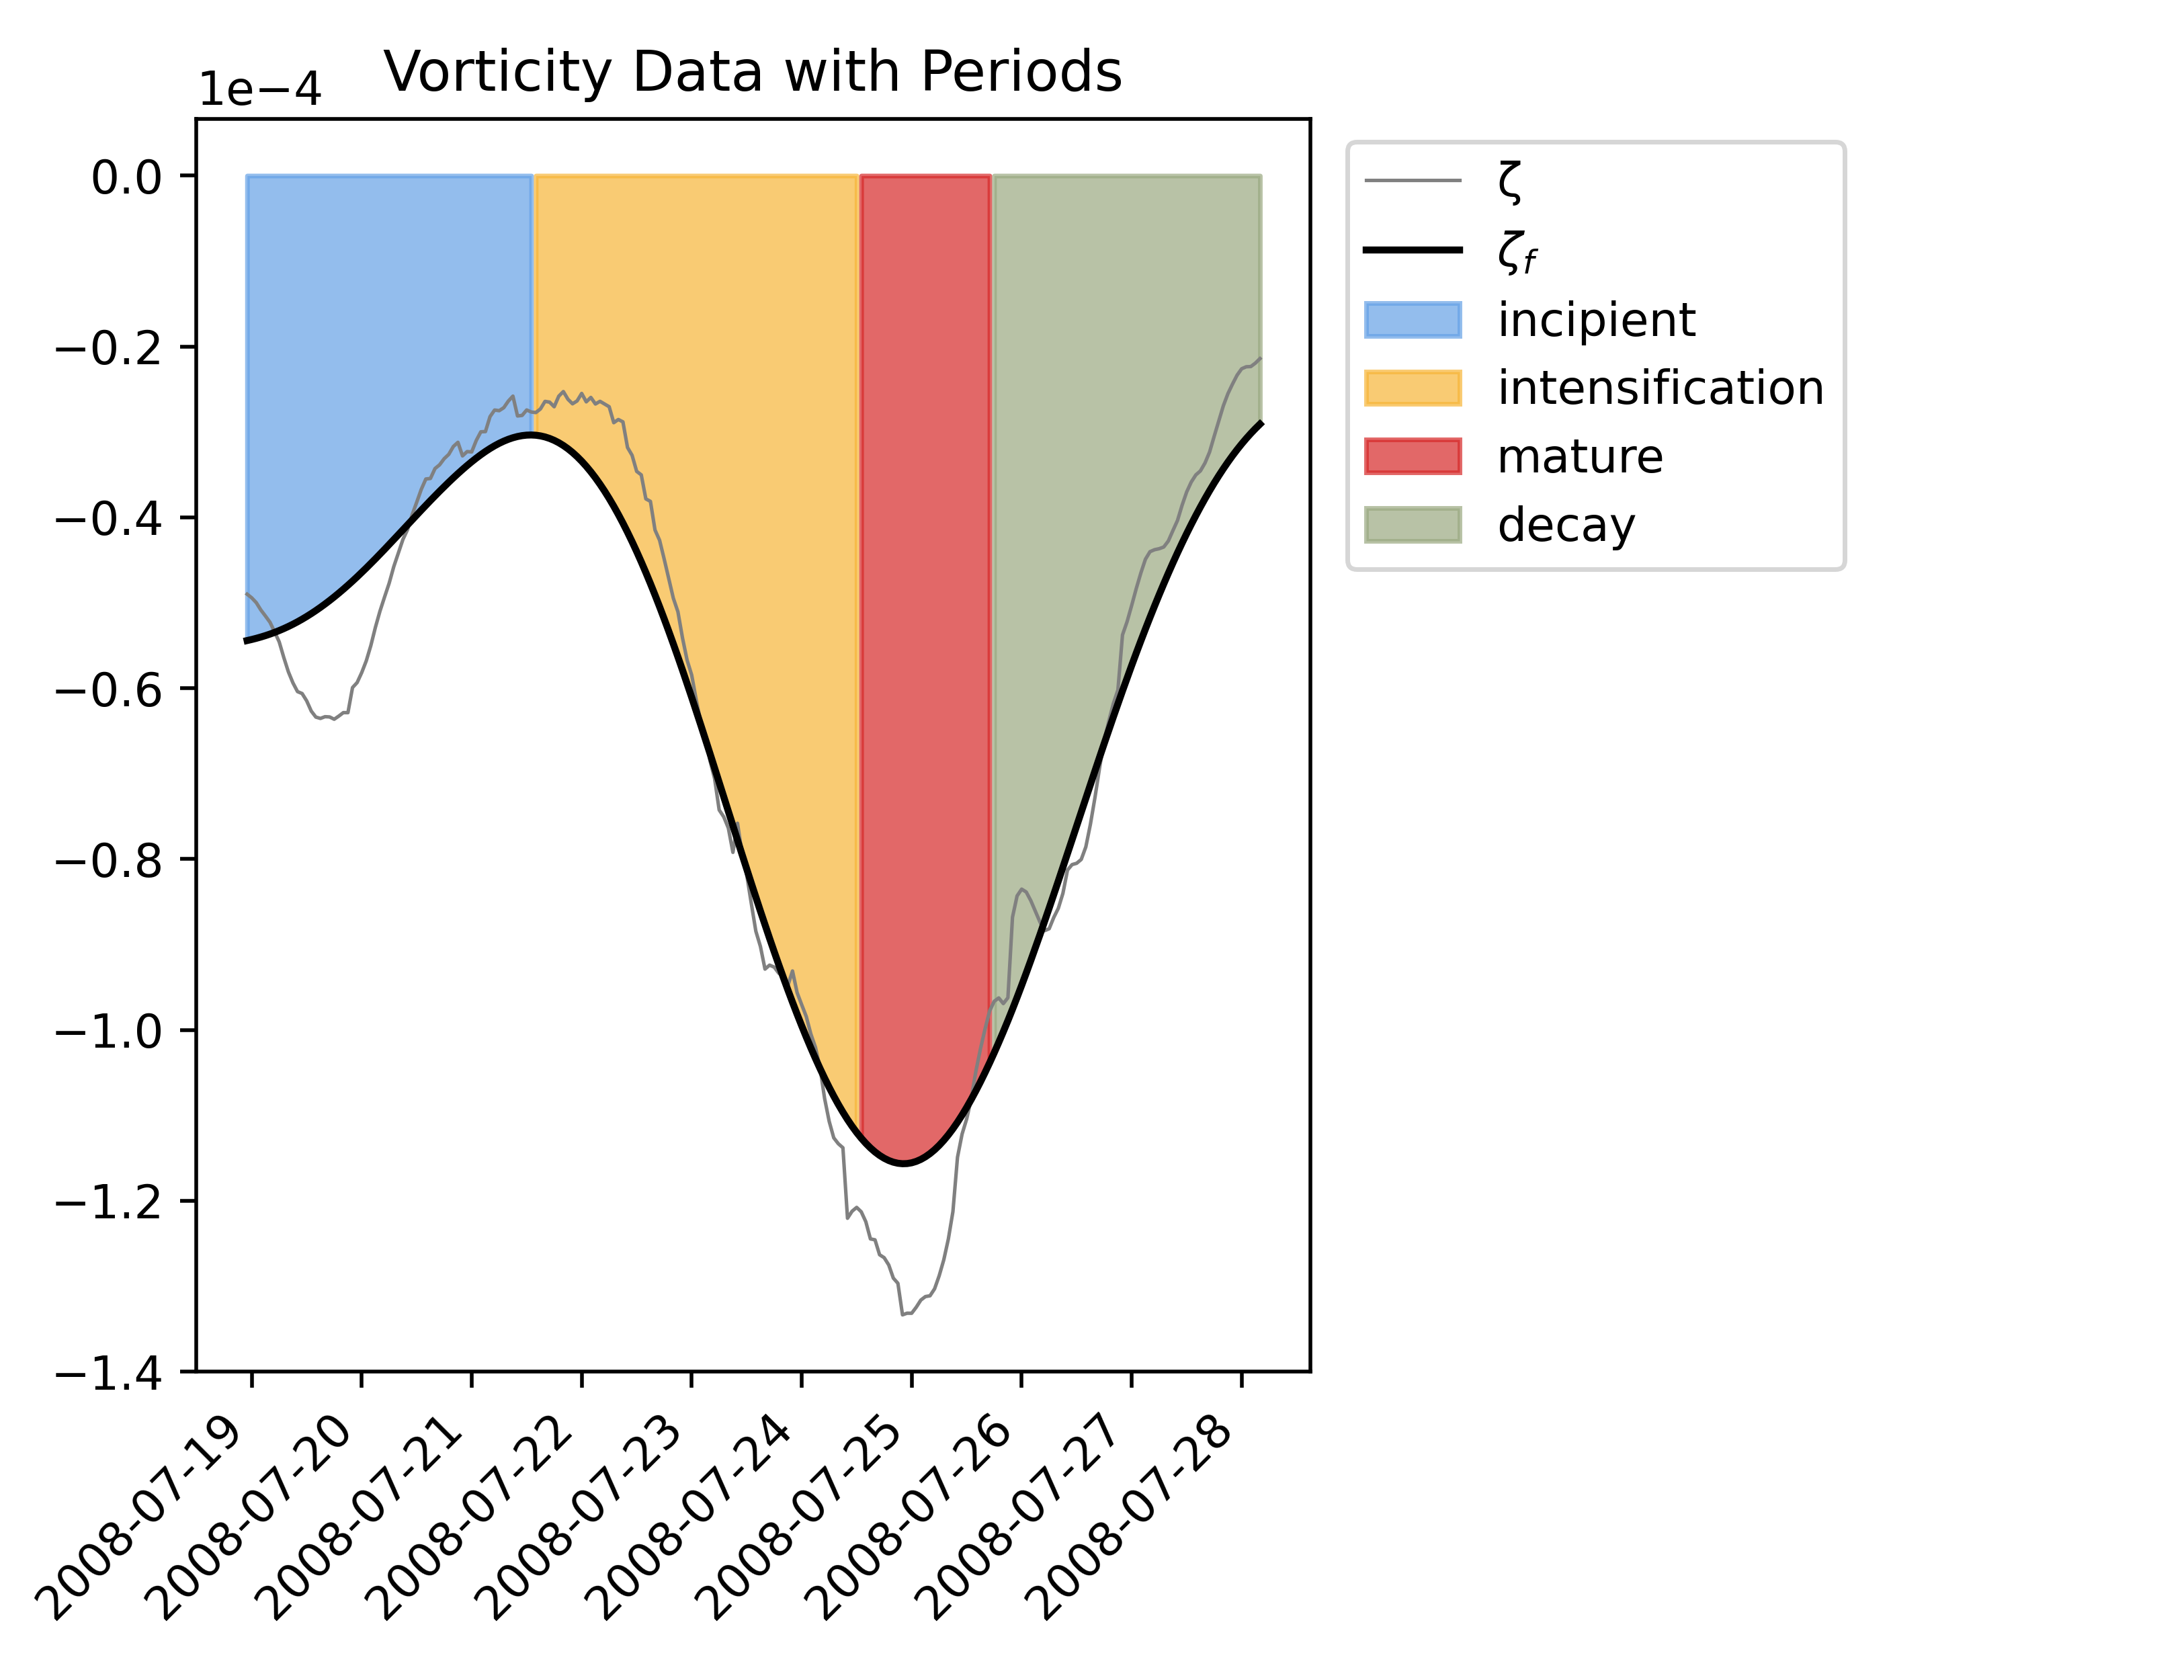 Vorticity Data with Periods
1e−4
0.0
−0.2
−0.4
−0.6
−0.8
−1.0
−1.2
−1.4
2008-07-19
2008-07-20
2008-07-21
2008-07-22
2008-07-23
2008-07-24
2008-07-25
2008-07-26
2008-07-27
2008-07-28
ζ
ζf
incipient
intensification
mature
decay